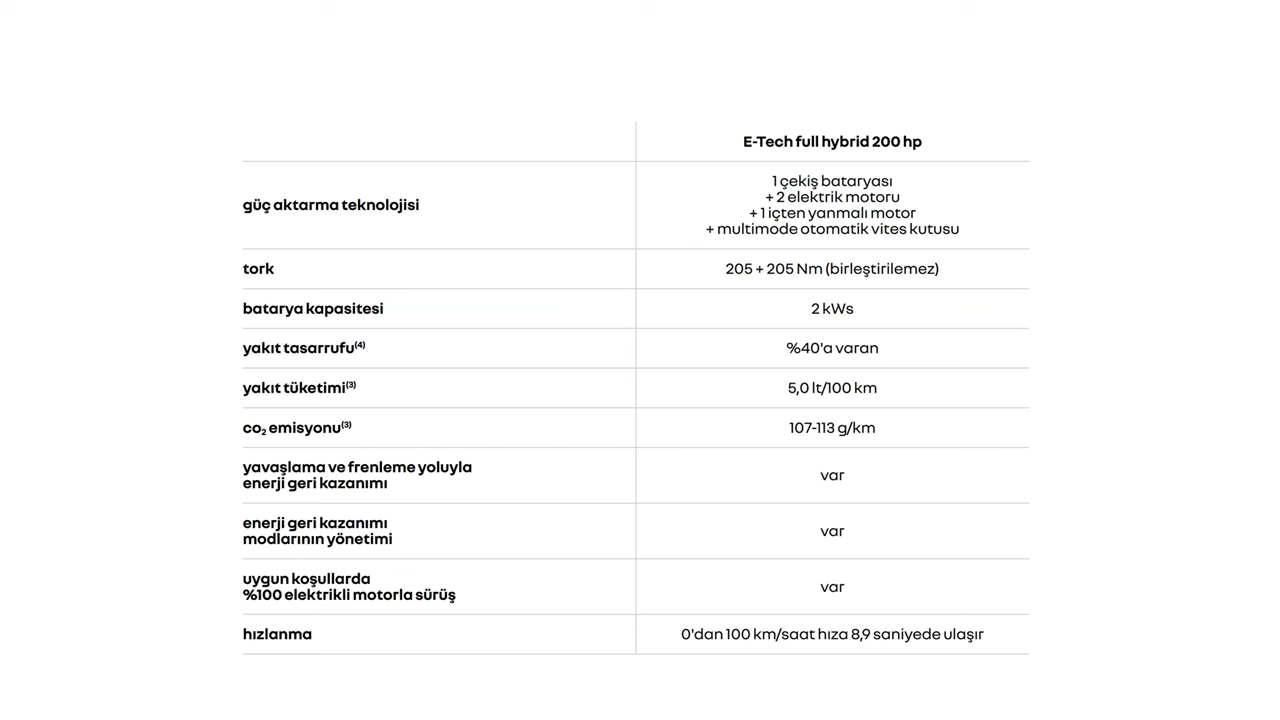 E-Tech full hybrid 200 hp
güç aktarma teknolojisi
1 çekiş bataryası
+ 2 elektrik motoru
+ 1 içten yanmalı motor
+ multimode otomatik vites kutusu
tork
205 + 205 Nm (birleştirilemez)
batarya kapasitesi
2 kWs
yakıt tasarrufu(4)
%40'a varan
yakıt tüketimi(3)
5,0 lt/100 km
co₂ emisyonu(3)
107-113 g/km
yavaşlama ve frenleme yoluyla
enerji geri kazanımı
var
enerji geri kazanımı
modlarının yönetimi
var
uygun koşullarda
%100 elektrikli motorla sürüş
var
hızlanma
0'dan 100 km/saat hıza 8,9 saniyede ulaşır